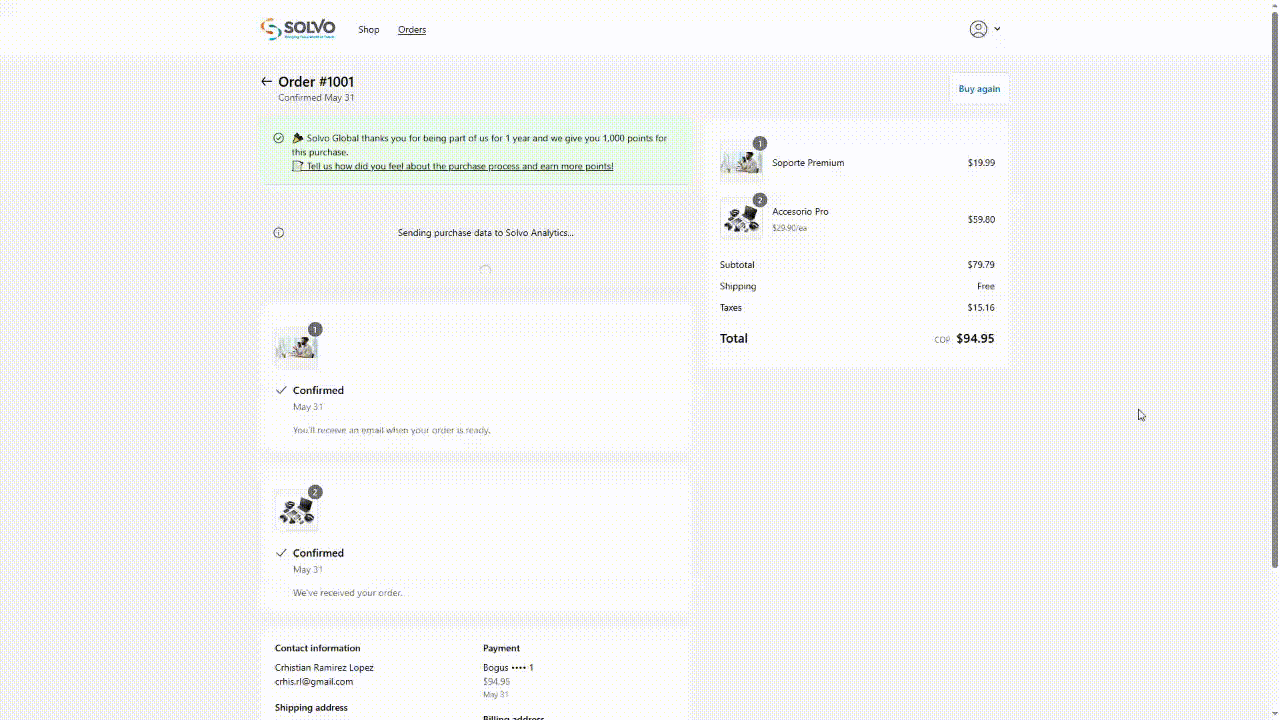 SOLVO
Shop
Orders
Order #1001
Confirmed May 31
Buy again
Solvo Global thanks you for being part of us for 1 year and we give you 1,000 points for
this purchase.
Tell us how did you feel about the purchase process and earn more points!
Sending purchase data to Solvo Analytics...
1
Confirmed
May 31
You'll receive an email when your order is ready.
2
Confirmed
May 31
We've received your order.
Contact information
Crhistian Ramirez Lopez
crhis.rl@gmail.com
Shipping address
Payment
Bogus •••• 1
$94.95
May 31
Billing address
1
Soporte Premium
$19.99
2
Accesorio Pro
$29.90/ea
$59.80
Subtotal
$79.79
Shipping
Free
Taxes
$15.16
Total
COP $94.95